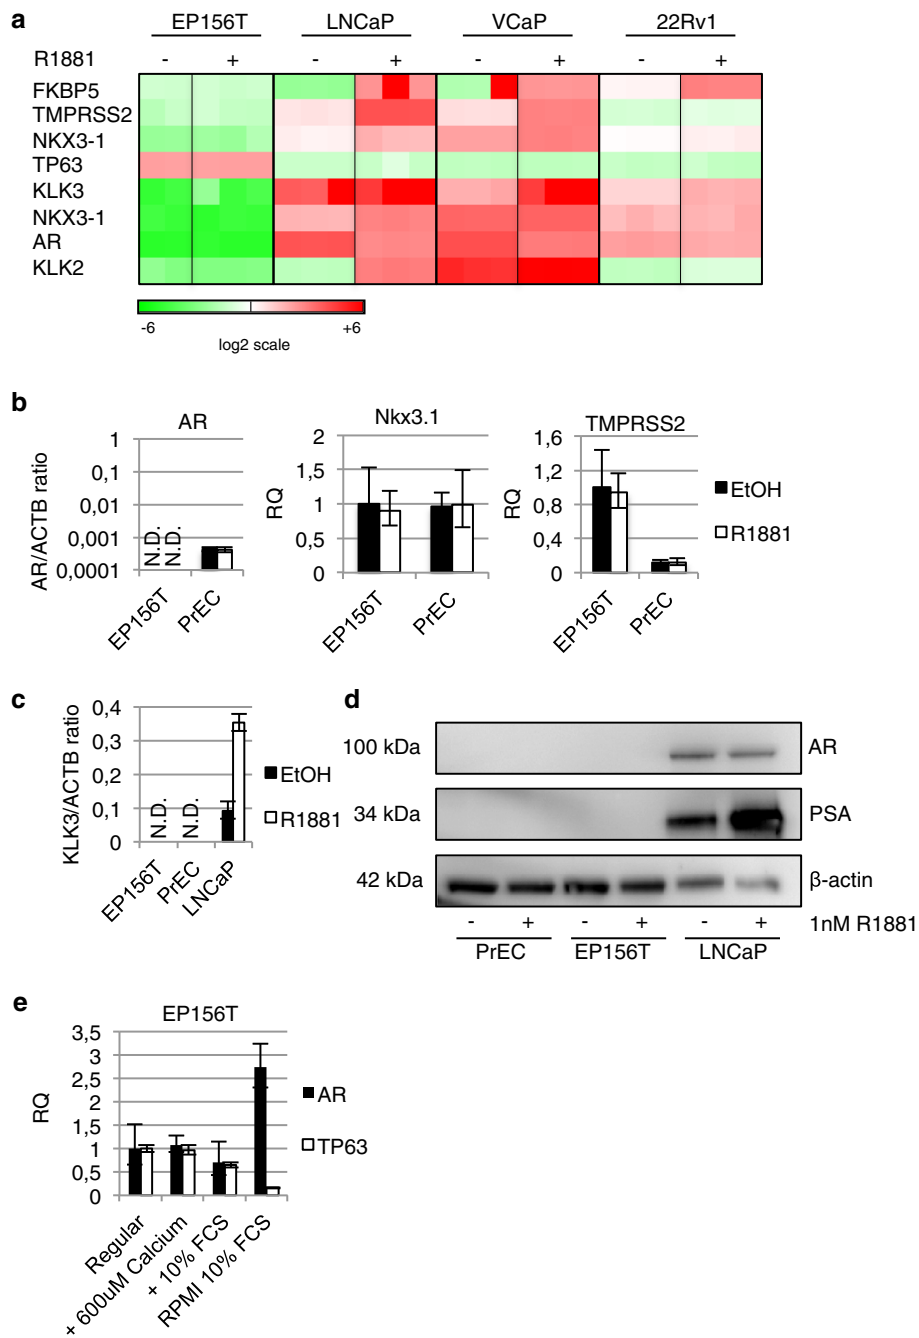 a
EP156T LNCaP VCaP 22Rv1
R1881 - + - + - + - +
FKBP5
TMPRSS2
NKX3-1
TP63
KLK3
NKX3-1
AR
KLK2
-6 +6
log2 scale
b
AR
AR/ACTB ratio
1
0,1
0,01
0,001
0,0001
N.D.
N.D.
EP156T
PrEC
Nkx3.1
RQ
2
1,5
1
0,5
0
EP156T
PrEC
TMPRSS2
RQ
1,6
1,2
0,8
0,4
0
EP156T
PrEC
EtOH
R1881
c
KLK3/ACTB ratio
0,4
0,3
0,2
0,1
0
N.D.
N.D.
EP156T
PrEC
LNCaP
EtOH
R1881
d
100 kDa AR
34 kDa PSA
42 kDa β-actin
- + - + - + 1nM R1881
PrEC EP156T LNCaP
e
EP156T
RQ
3,5
3
2,5
2
1,5
1
0,5
0
Regular
+ 600uM Calcium
+ 10% FCS
RPMI 10% FCS
AR
TP63